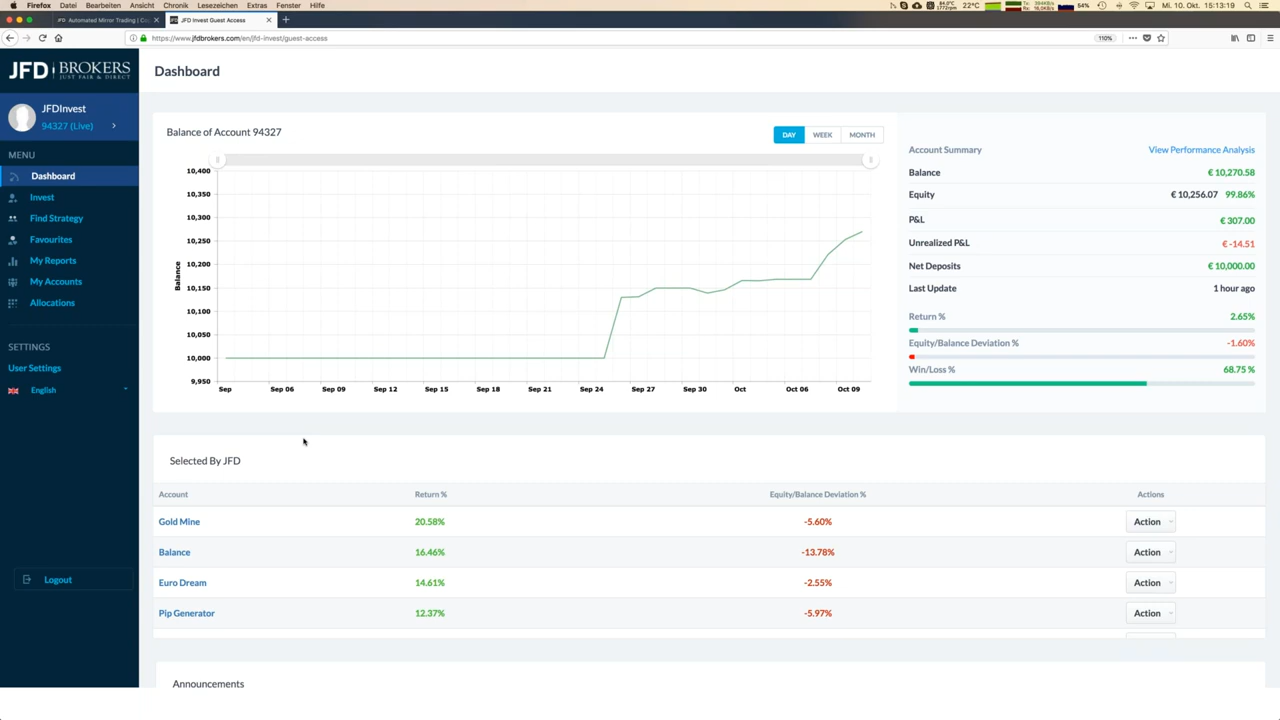 Firefox Datei Bearbeiten Ansicht Chronik Lesezeichen Extras Fenster Hilfe 22°C 54% Mi. 10. Okt. 15:13:19
JFD Automated Mirror Trading | Co JFD Invest Guest Access
https://www.jfdbrokers.com/en/jfd-invest/guest-access 110%
JFD BROKERS
JUST FAIR & DIRECT
Dashboard
JFDInvest
94327 (Live)
MENU
Dashboard
Invest
Find Strategy
Favourites
My Reports
My Accounts
Allocations
SETTINGS
User Settings
English
Logout
Balance of Account 94327
DAY WEEK MONTH
Balance
10,400
10,350
10,300
10,250
10,200
10,150
10,100
10,050
10,000
9,950
Sep Sep 06 Sep 09 Sep 12 Sep 15 Sep 18 Sep 21 Sep 24 Sep 27 Sep 30 Oct Oct 06 Oct 09
Account Summary View Performance Analysis
Balance € 10,270.58
Equity € 10,256.07 99.86%
P&L € 307.00
Unrealized P&L € -14.51
Net Deposits € 10,000.00
Last Update 1 hour ago
Return % 2.65%
Equity/Balance Deviation % -1.60%
Win/Loss % 68.75 %
Selected By JFD
Account Return % Equity/Balance Deviation % Actions
Gold Mine 20.58% -5.60% Action
Balance 16.46% -13.78% Action
Euro Dream 14.61% -2.55% Action
Pip Generator 12.37% -5.97% Action
Announcements